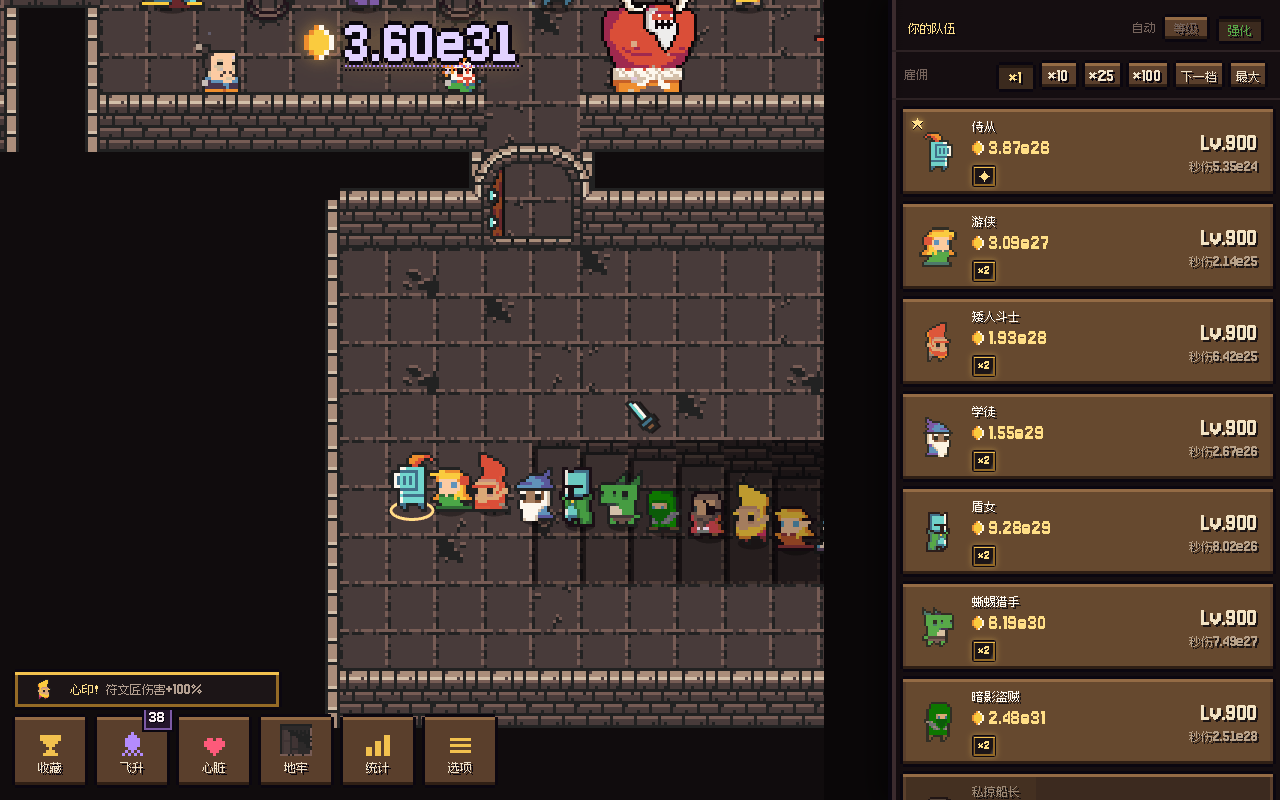 3.60e31
你的队伍
自动
等级
强化
雇佣
×1
×10
×25
×100
下一档
最大
侍从
3.87e28
Lv.900
秒伤5.35e24
游侠
3.09e27
Lv.900
秒伤2.14e25
×2
矮人斗士
1.93e28
Lv.900
秒伤6.42e25
×2
学徒
1.55e29
Lv.900
秒伤2.67e26
×2
盾女
9.28e29
Lv.900
秒伤8.02e26
×2
蜥蜴猎手
6.19e30
Lv.900
秒伤7.49e27
×2
暗影盗贼
2.48e31
Lv.900
秒伤2.51e28
×2
私掠船长
心印! 符文匠伤害+100%
38
收藏
飞升
心脏
地牢
统计
选项